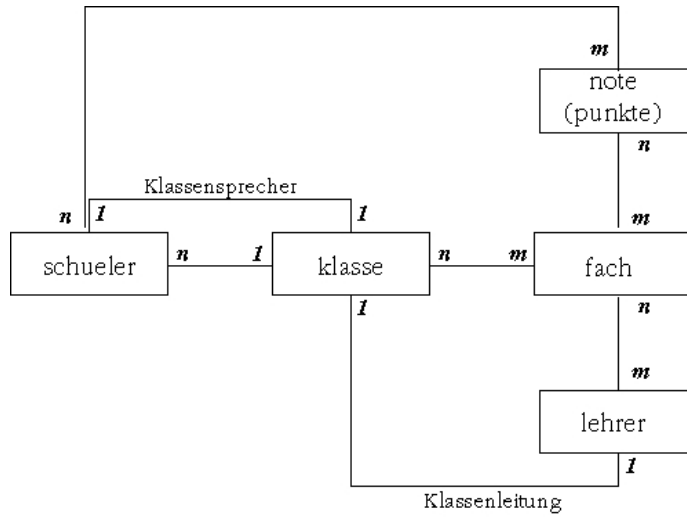 m
note
(punkte)
n
Klassensprecher
n 1 1 m
schueler n 1 klasse n m fach
1 n
m
lehrer
1
Klassenleitung